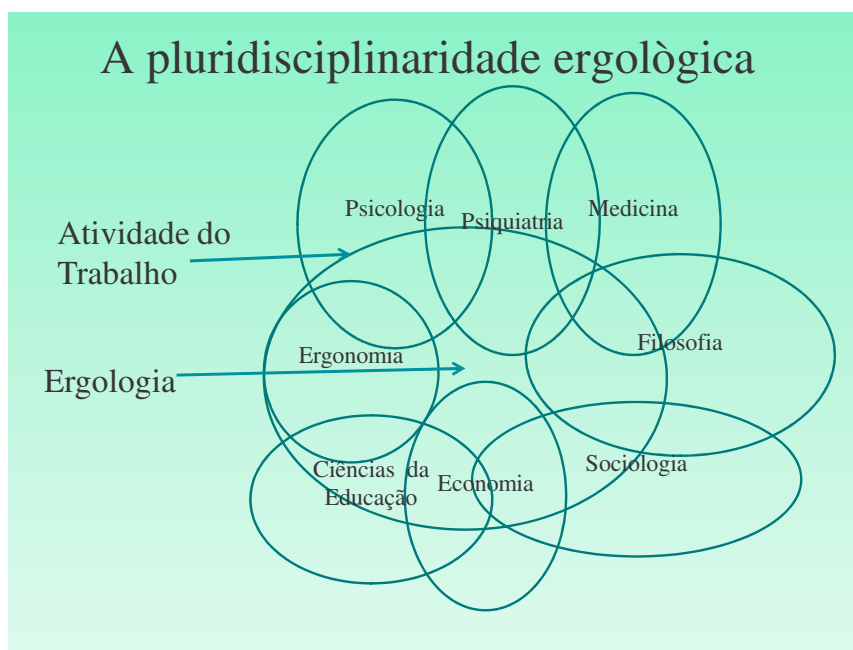 A pluridisciplinaridade ergològica
Psicologia
Psiquiatria
Medicina
Atividade do
Trabalho
Filosofia
Ergonomia
Ergologia
Ciências da
Educação
Economia
Sociologia